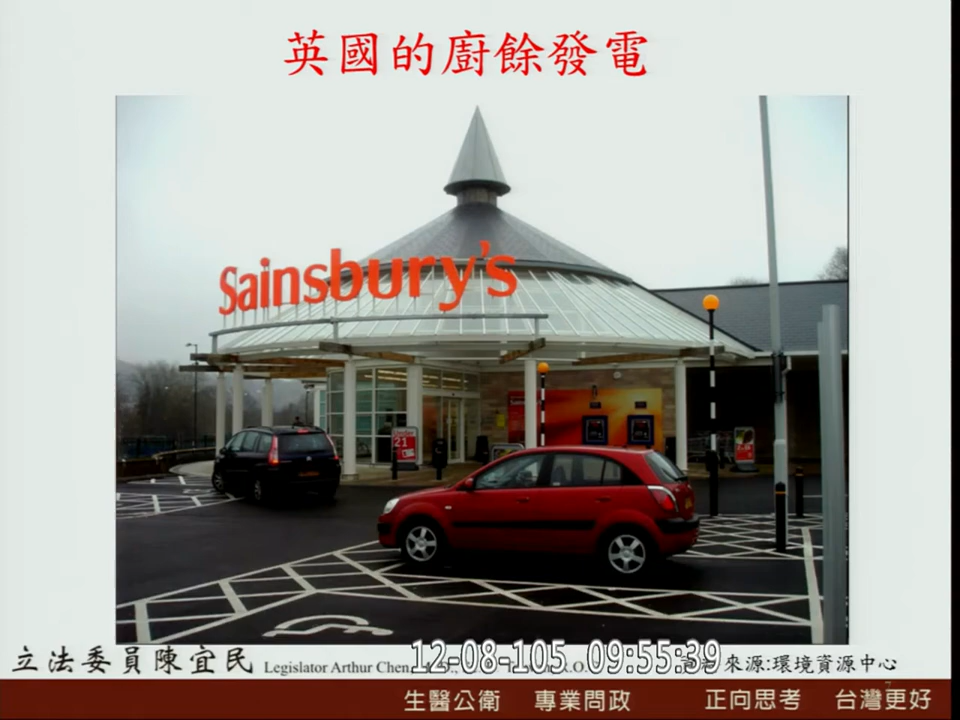 英國的廚餘發電
Sainsbury's
21
立法委員陳宜民 Legislator Arthur Chen,
12-08-105 09:55:39
來源:環境資源中心
生醫公衛 專業問政 正向思考 台灣更好